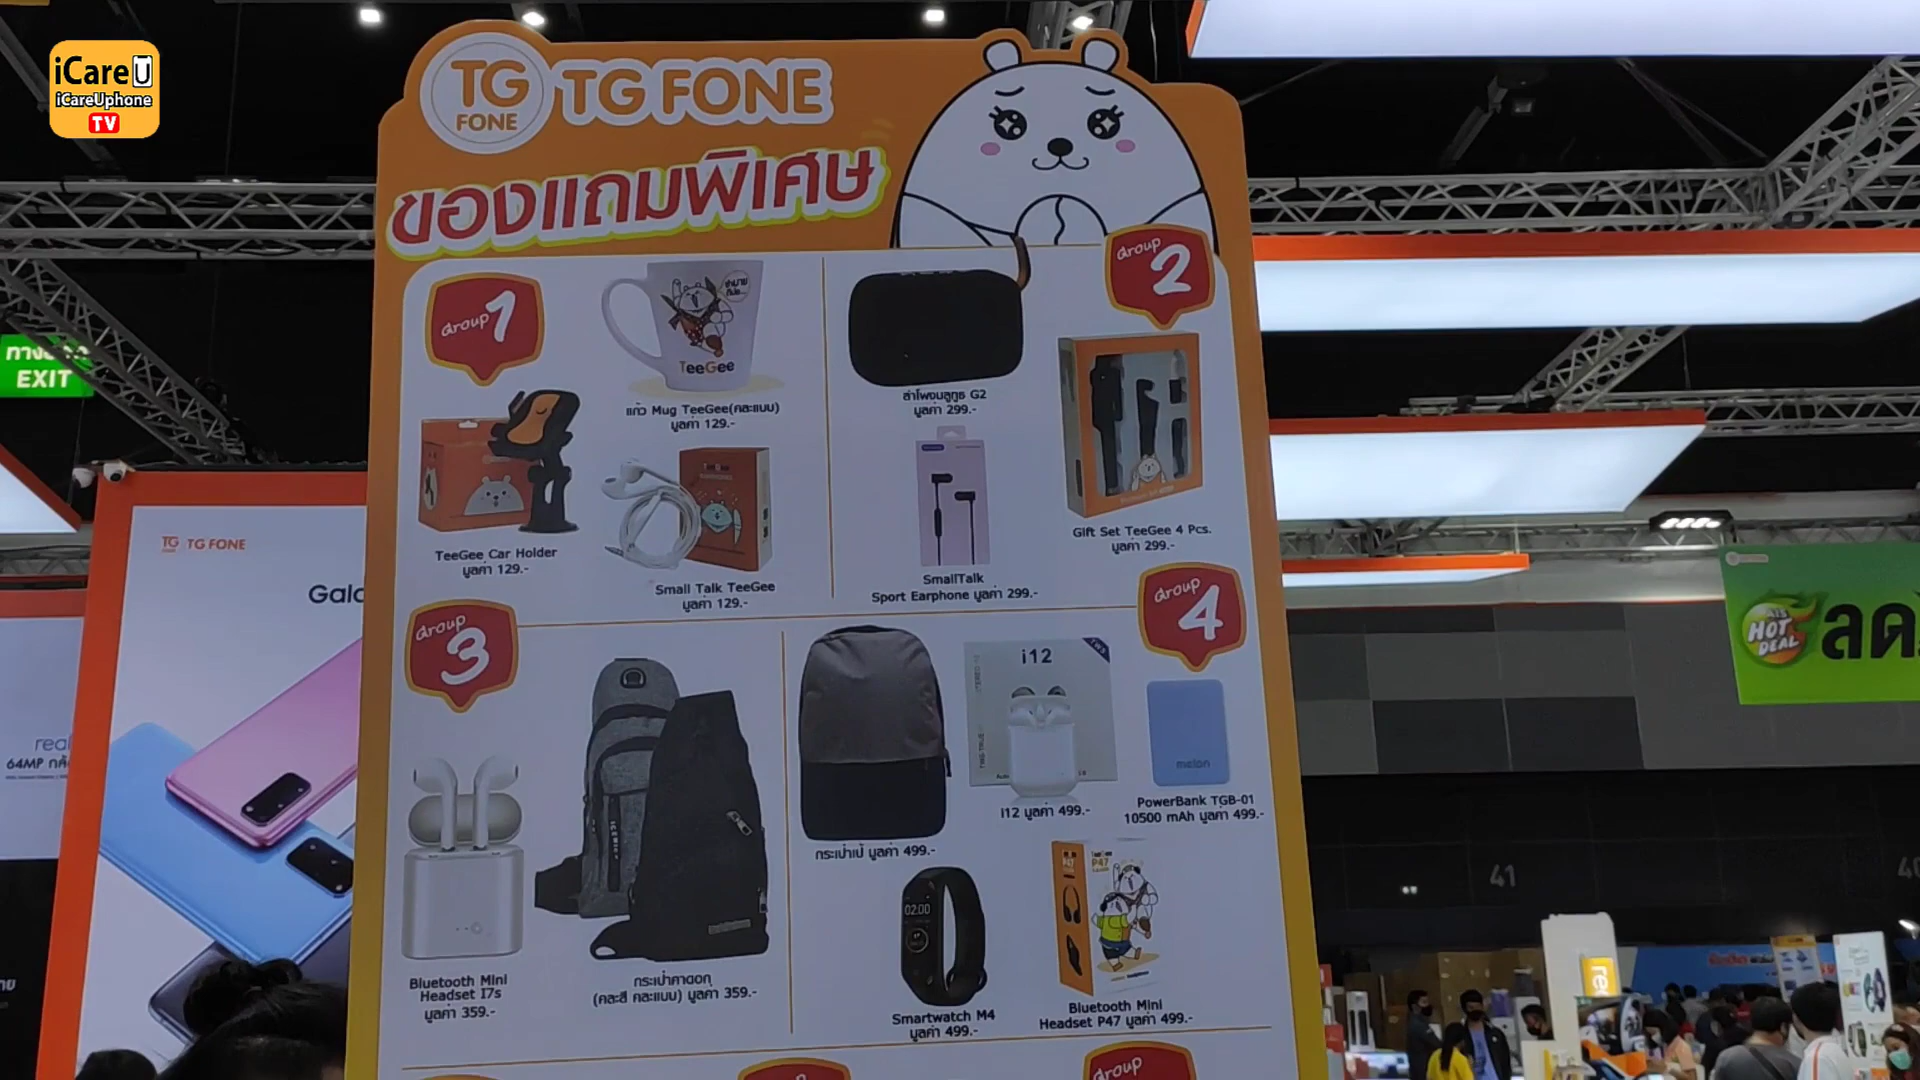 iCareU
iCareUphone
TV
TG
FONE
TG FONE
ของแถมพิเศษ
Group 1
TeeGee
แก้ว Mug TeeGee(คละแบบ)
มูลค่า 129.-
TeeGee Car Holder
มูลค่า 129.-
Small Talk TeeGee
มูลค่า 129.-
Group 2
ลำโพงบลูทูธ G2
มูลค่า 299.-
SmallTalk
Sport Earphone มูลค่า 299.-
Gift Set TeeGee 4 Pcs.
มูลค่า 299.-
Group 3
Bluetooth Mini
Headset I7s
มูลค่า 359.-
กระเป๋าคาดอก
(คละสี คละแบบ) มูลค่า 359.-
Group 4
กระเป๋าเป้ มูลค่า 499.-
i12
i12 มูลค่า 499.-
melon
PowerBank TGB-01
10500 mAh มูลค่า 499.-
02:00
Smartwatch M4
มูลค่า 499.-
P47
Bluetooth Mini
Headset P47 มูลค่า 499.-
Group
EXIT
TG FONE
64MP
HOT
DEAL
41